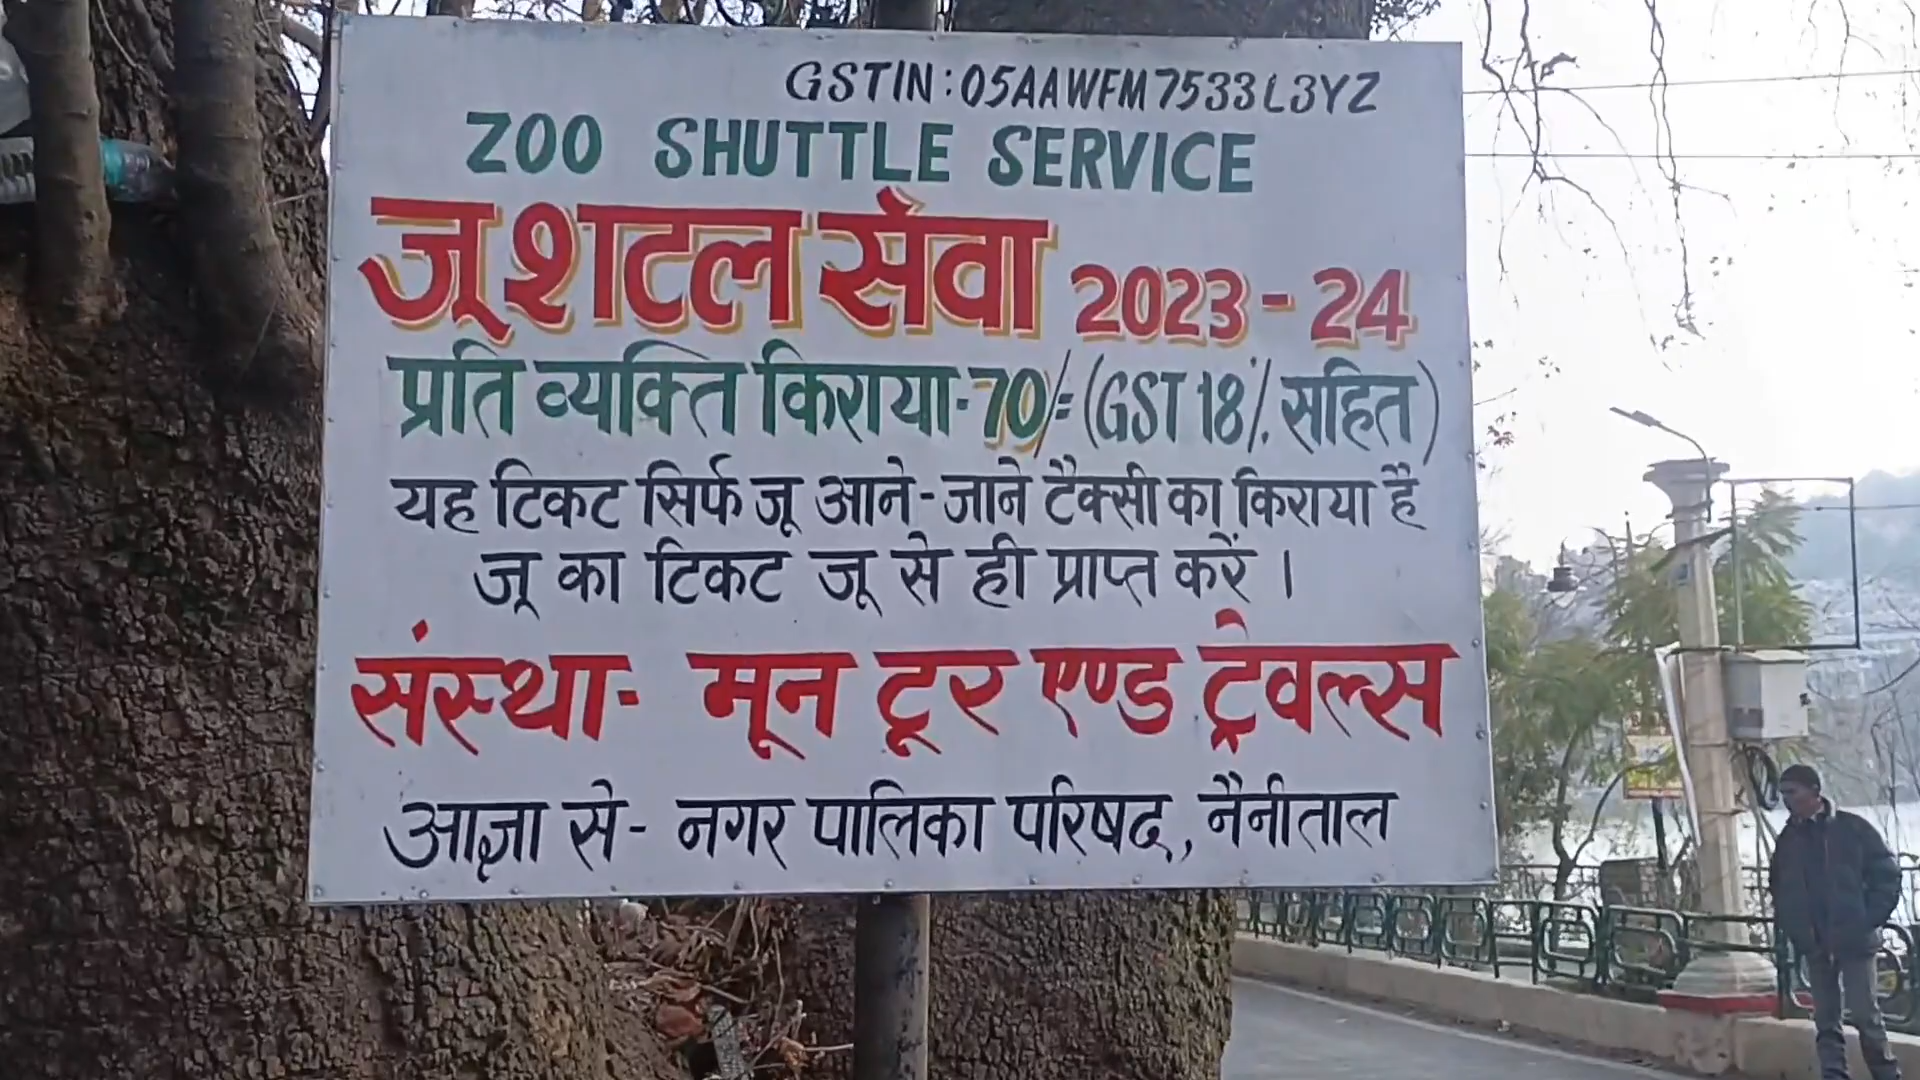 GSTIN:05AAWFM7533L3YZ
ZOO SHUTTLE SERVICE
जू शटल सेवा 2023-24
प्रति व्यक्ति किराया-70/= (GST 18% सहित)
यह टिकट सिर्फ जू आने-जाने टैक्सी का किराया है
जू का टिकट जू से ही प्राप्त करें ।
संस्था- मून टूर एण्ड ट्रेवल्स
आज्ञा से- नगर पालिका परिषद, नैनीताल